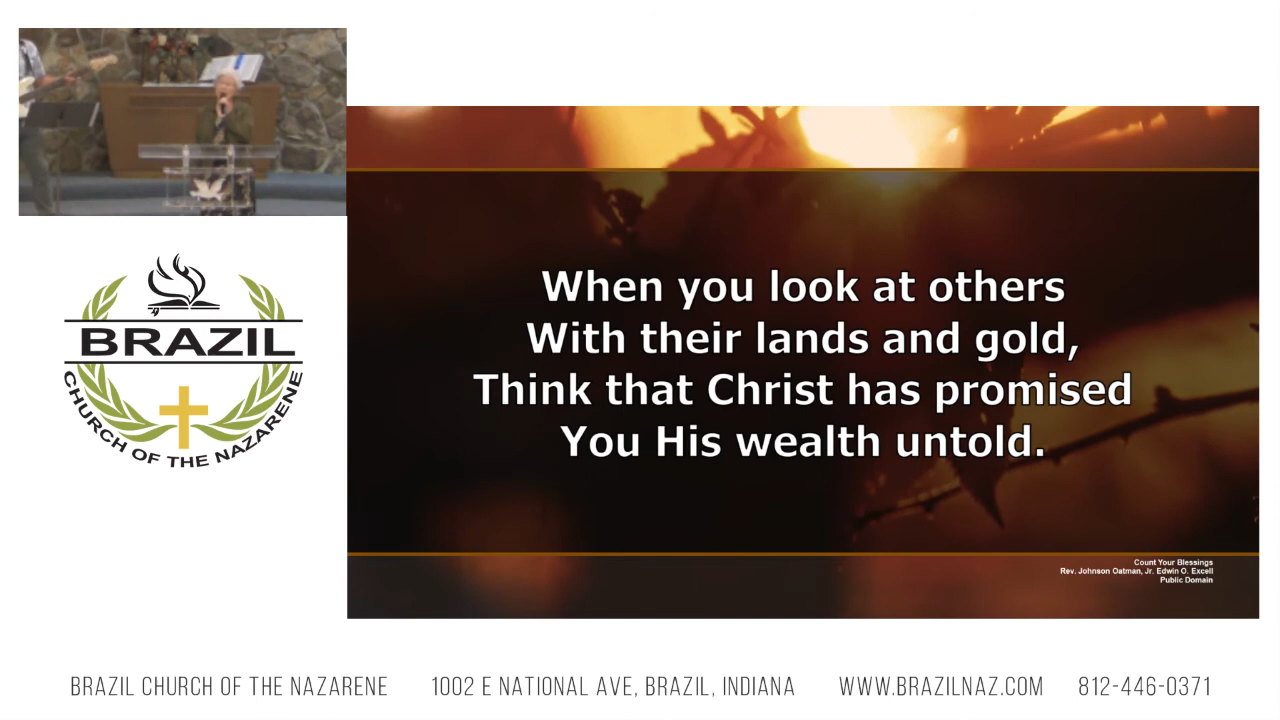 BRAZIL
CHURCH OF THE NAZARENE
When you look at others
With their lands and gold,
Think that Christ has promised
You His wealth untold.
Count Your Blessings
Rev. Johnson Oatman, Jr. Edwin O. Excell
Public Domain
BRAZIL CHURCH OF THE NAZARENE 1002 E NATIONAL AVE, BRAZIL, INDIANA WWW.BRAZILNAZ.COM 812-446-0371